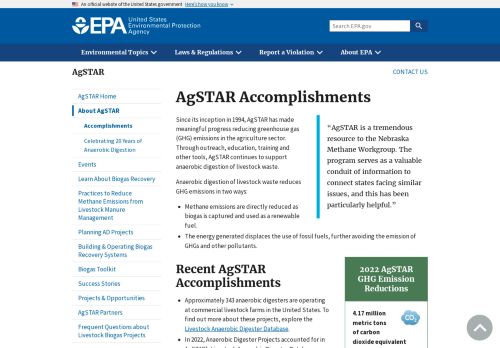 An official website of the United States government Here's how you know
EPA United States
Environmental Protection
Agency
Search EPA.gov
Environmental Topics Laws & Regulations Report a Violation About EPA
AgSTAR
CONTACT US
AgSTAR Home
About AgSTAR
Accomplishments
Celebrating 20 Years of
Anaerobic Digestion
Events
Learn About Biogas Recovery
Practices to Reduce
Methane Emissions from
Livestock Manure
Management
Planning AD Projects
Building & Operating Biogas
Recovery Systems
Biogas Toolkit
Success Stories
Projects & Opportunities
AgSTAR Partners
Frequent Questions about
Livestock Biogas Projects
AgSTAR Accomplishments
Since its inception in 1994, AgSTAR has made
meaningful progress reducing greenhouse gas
(GHG) emissions in the agriculture sector.
Through outreach, education, training and
other tools, AgSTAR continues to support
anaerobic digestion of livestock waste.
Anaerobic digestion of livestock waste reduces
GHG emissions in two ways:
• Methane emissions are directly reduced as
biogas is captured and used as a renewable
fuel.
• The energy generated displaces the use of fossil fuels, further avoiding the emission of
GHGs and other pollutants.
"AgSTAR is a tremendous
resource to the Nebraska
Methane Workgroup. The
program serves as a valuable
conduit of information to
connect states facing similar
issues, and this has been
particularly helpful."
Recent AgSTAR
Accomplishments
• Approximately 343 anaerobic digesters are
operating at commercial livestock farms in the United States. To
find out more about these projects, explore the
Livestock Anaerobic Digester Database.
• In 2022, Anaerobic Digester Projects accounted for in
2022 AgSTAR
GHG Emission
Reductions
4.17 million
metric tons
of carbon
dioxide equivalent
CO2